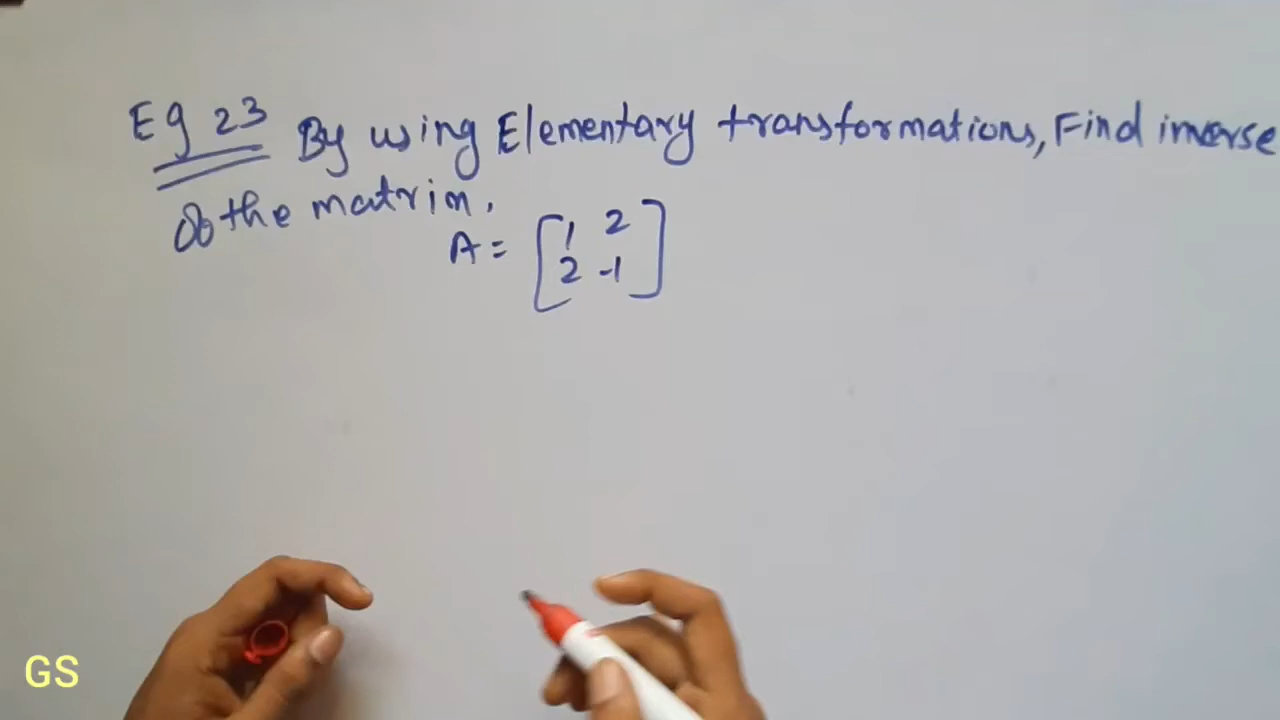 Eg 23 By using Elementary transformations, Find inverse
of the matrix.
A = [1 2
2 -1]
GS